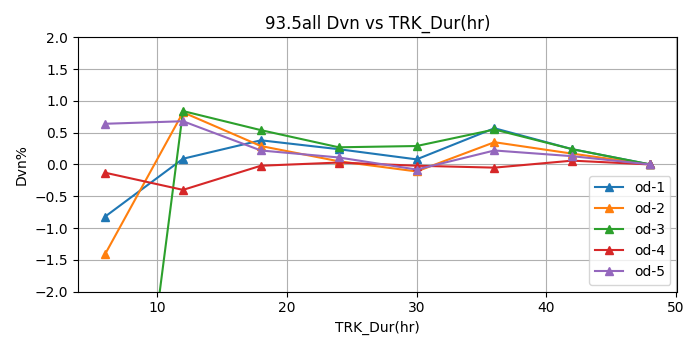 93.5all Dvn vs TRK_Dur(hr)
2.0
1.5
1.0
0.5
0.0
−0.5
−1.0
−1.5
−2.0
Dvn%
od-1
od-2
od-3
od-4
od-5
10
20
30
40
50
TRK_Dur(hr)